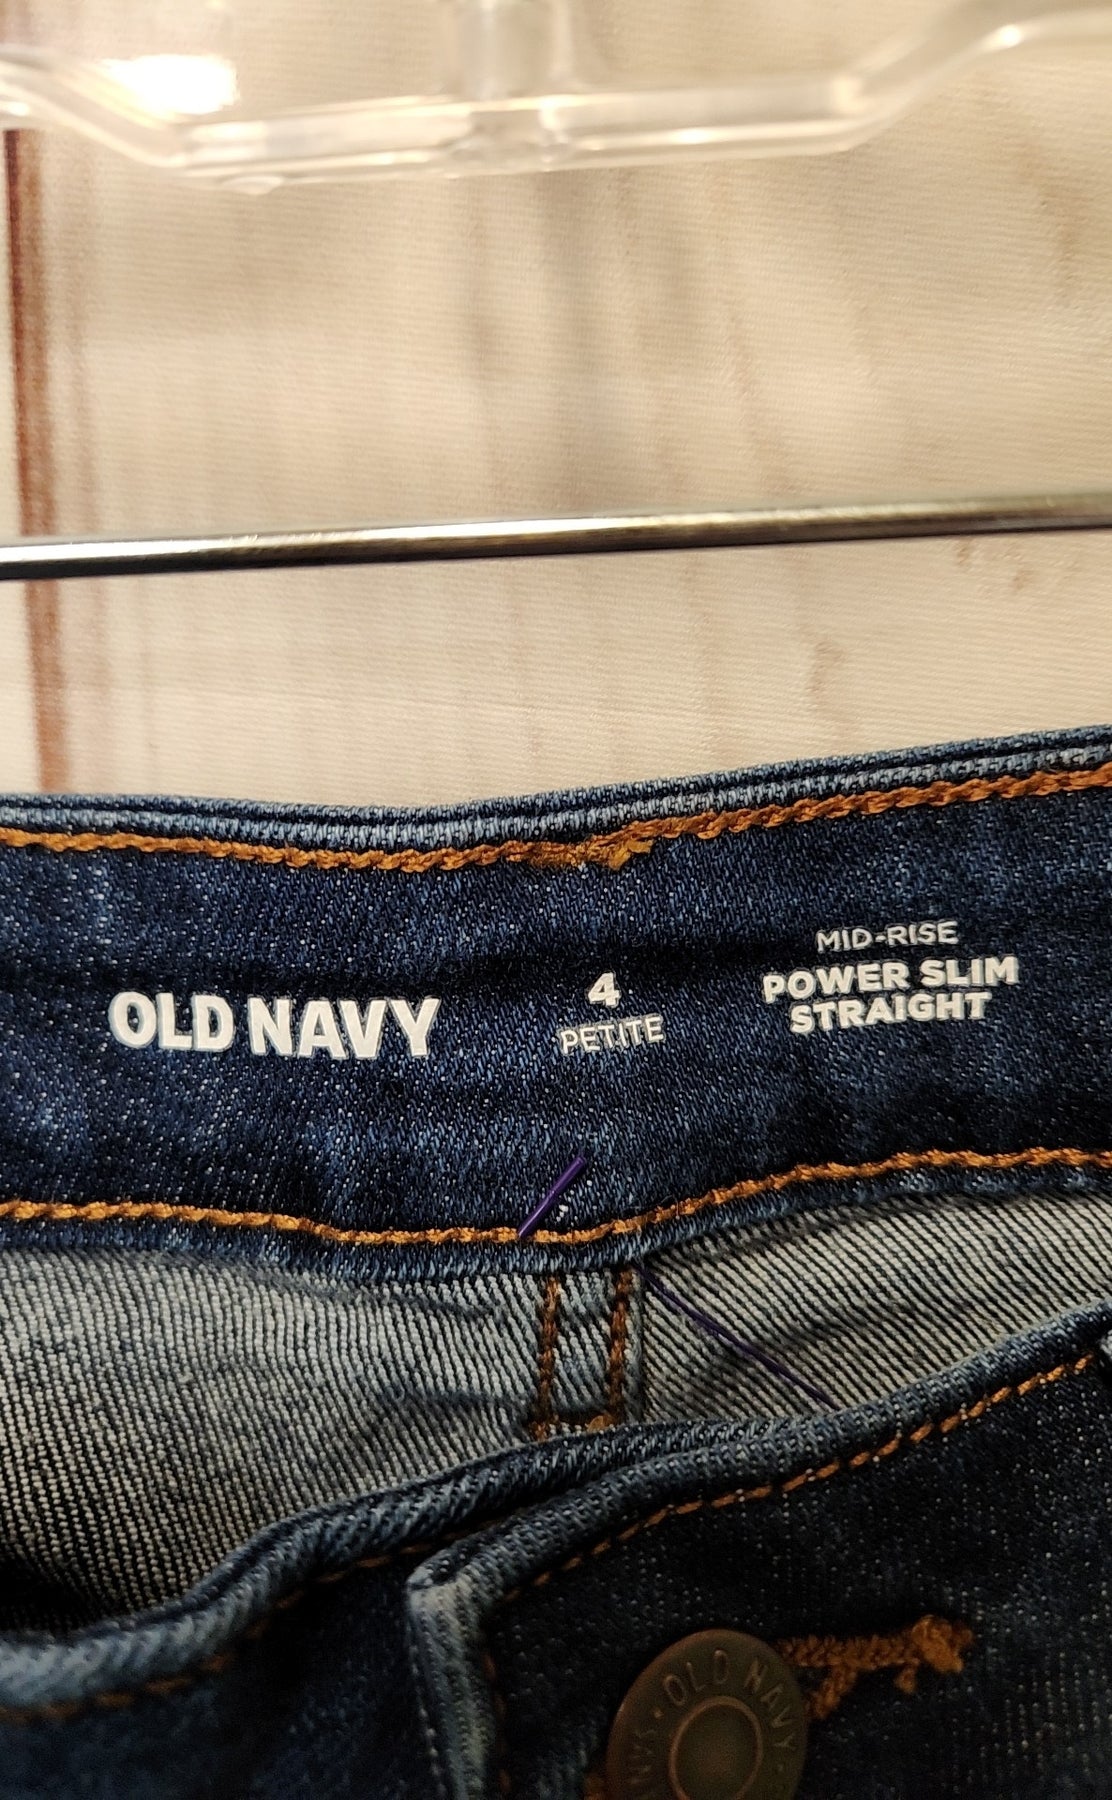 OLD NAVY
4
PETITE
MID-RISE
POWER SLIM
STRAIGHT
OLD NAVY